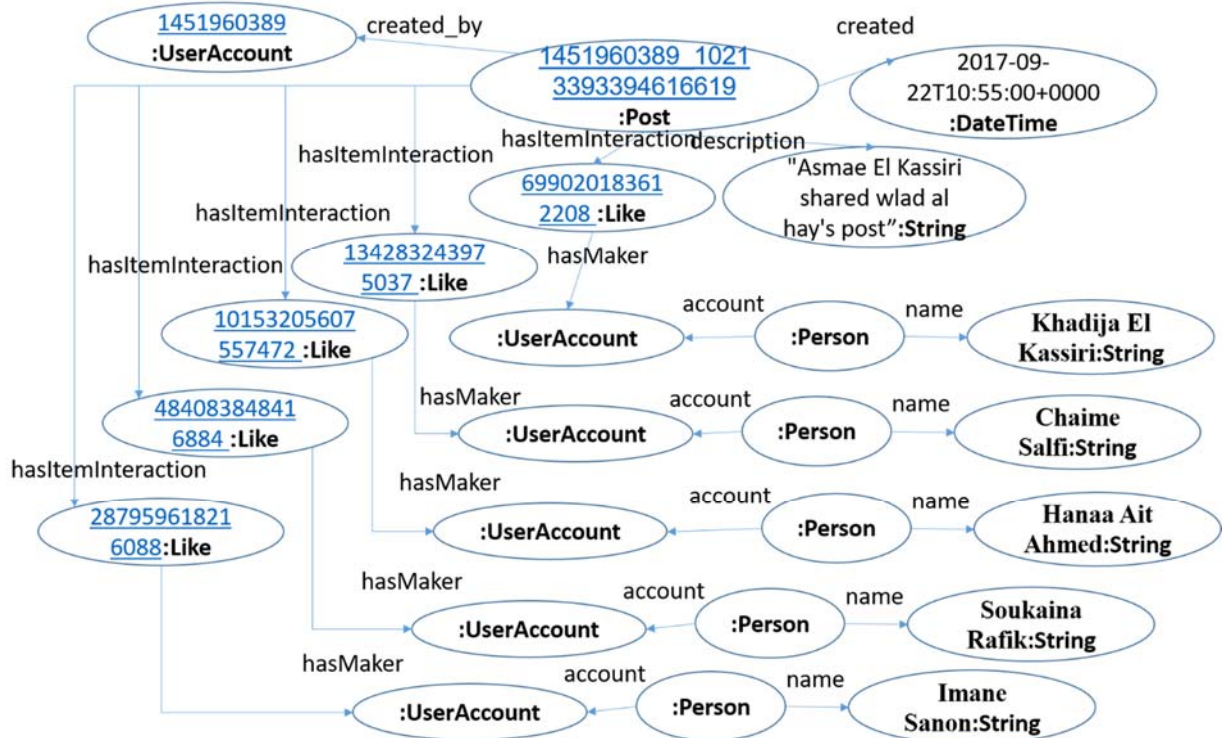 1451960389
:UserAccount
created_by
1451960389_1021
3393394616619
:Post
created
2017-09-
22T10:55:00+0000
:DateTime
hasItemInteraction
description
"Asmae El Kassiri
shared wlad al
hay's post”:String
69902018361
2208 :Like
hasItemInteraction
hasItemInteraction
13428324397
5037 :Like
hasMaker
hasItemInteraction
10153205607
557472 :Like
:UserAccount
account
:Person
name
Khadija El
Kassiri:String
48408384841
6884 :Like
hasMaker
:UserAccount
account
:Person
name
Chaime
Salfi:String
hasItemInteraction
28795961821
6088:Like
hasMaker
:UserAccount
account
:Person
name
Hanaa Ait
Ahmed:String
hasMaker
:UserAccount
account
:Person
name
Soukaina
Rafik:String
hasMaker
:UserAccount
account
:Person
name
Imane
Sanon:String